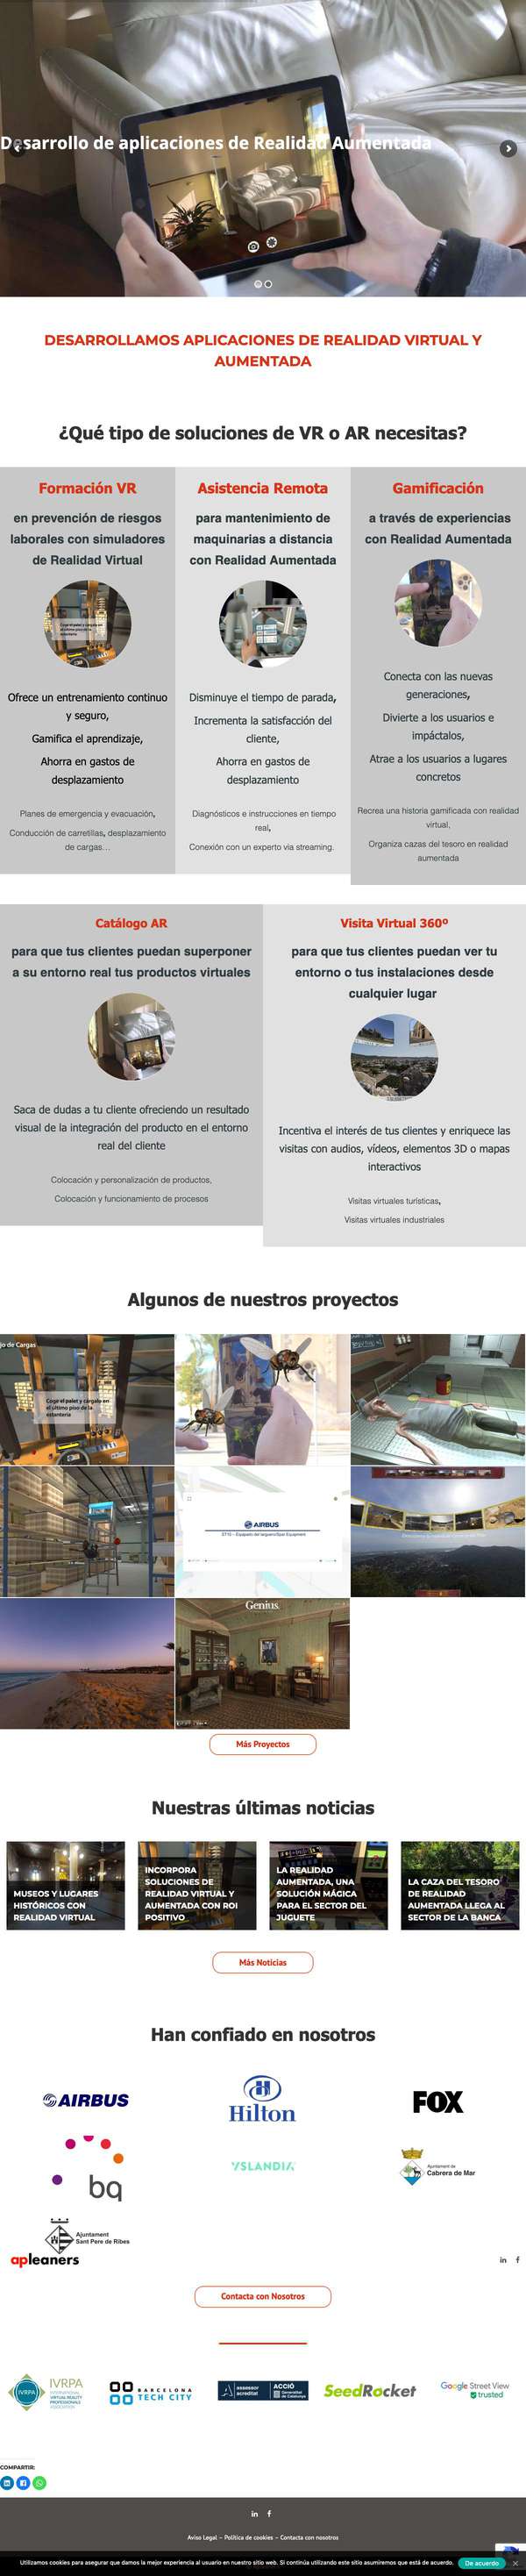 Desarrollo de aplicaciones de Realidad Aumentada
DESARROLLAMOS APLICACIONES DE REALIDAD VIRTUAL Y
AUMENTADA
¿Qué tipo de soluciones de VR o AR necesitas?
Formación VR
en prevención de riesgos
laborales con simuladores
de Realidad Virtual
Ofrece un entrenamiento continuo
y seguro,
Gamifica el aprendizaje,
Ahorra en gastos de
desplazamiento
Planes de emergencia y evacuación,
Conducción de carretillas, desplazamiento
de cargas…
Asistencia Remota
para mantenimiento de
maquinarias a distancia
con Realidad Aumentada
Disminuye el tiempo de parada,
Incrementa la satisfacción del
cliente,
Ahorra en gastos de
desplazamiento
Diagnósticos e instrucciones en tiempo
real,
Conexión con un experto via streaming.
Gamificación
a través de experiencias
con Realidad Aumentada
Conecta con las nuevas
generaciones,
Divierte a los usuarios e
impáctalos,
Atrae a los usuarios a lugares
concretos
Recrea una historia gamificada con realidad
virtual,
Organiza cazas del tesoro en realidad
aumentada
Catálogo AR
para que tus clientes puedan superponer
a su entorno real tus productos virtuales
Saca de dudas a tu cliente ofreciendo un resultado
visual de la integración del producto en el entorno
real del cliente
Colocación y personalización de productos,
Colocación y funcionamiento de procesos
Visita Virtual 360º
para que tus clientes puedan ver tu
entorno o tus instalaciones desde
cualquier lugar
Incentiva el interés de tus clientes y enriquece las
visitas con audios, vídeos, elementos 3D o mapas
interactivos
Visitas virtuales turísticas,
Visitas virtuales industriales
Algunos de nuestros proyectos
jo de Cargas
Coge el palet y cargalo en
el último piso de la
estantería
AIRBUS
Genius
Más Proyectos
Nuestras últimas noticias
MUSEOS Y LUGARES
HISTÓRICOS CON
REALIDAD VIRTUAL
INCORPORA
SOLUCIONES DE
REALIDAD VIRTUAL Y
AUMENTADA CON ROI
POSITIVO
LA REALIDAD
AUMENTADA, UNA
SOLUCIÓN MÁGICA
PARA EL SECTOR DEL
JUGUETE
LA CAZA DEL TESORO
DE REALIDAD
AUMENTADA LLEGA AL
SECTOR DE LA BANCA
Más Noticias
Han confiado en nosotros
AIRBUS
Hilton
FOX
bq
YSLANDIA
Ajuntament de
Cabrera de Mar
Ajuntament
Sant Pere de Ribes
apleaners
Contacta con Nosotros
IVRPA
IVRPA
INTERNATIONAL
VIRTUAL REALITY
PROFESSIONALS
ASSOCIATION
BARCELONA
TECH CITY
assessor
acreditat
ACCIÓ
Generalitat
de Catalunya
SeedRocket
Google Street View
trusted
COMPARTIR:
Aviso Legal – Política de cookies – Contacta con nosotros
Utilizamos cookies para asegurar que damos la mejor experiencia al usuario en nuestro sitio web. Si continúa utilizando este sitio asumiremos que está de acuerdo.
De acuerdo